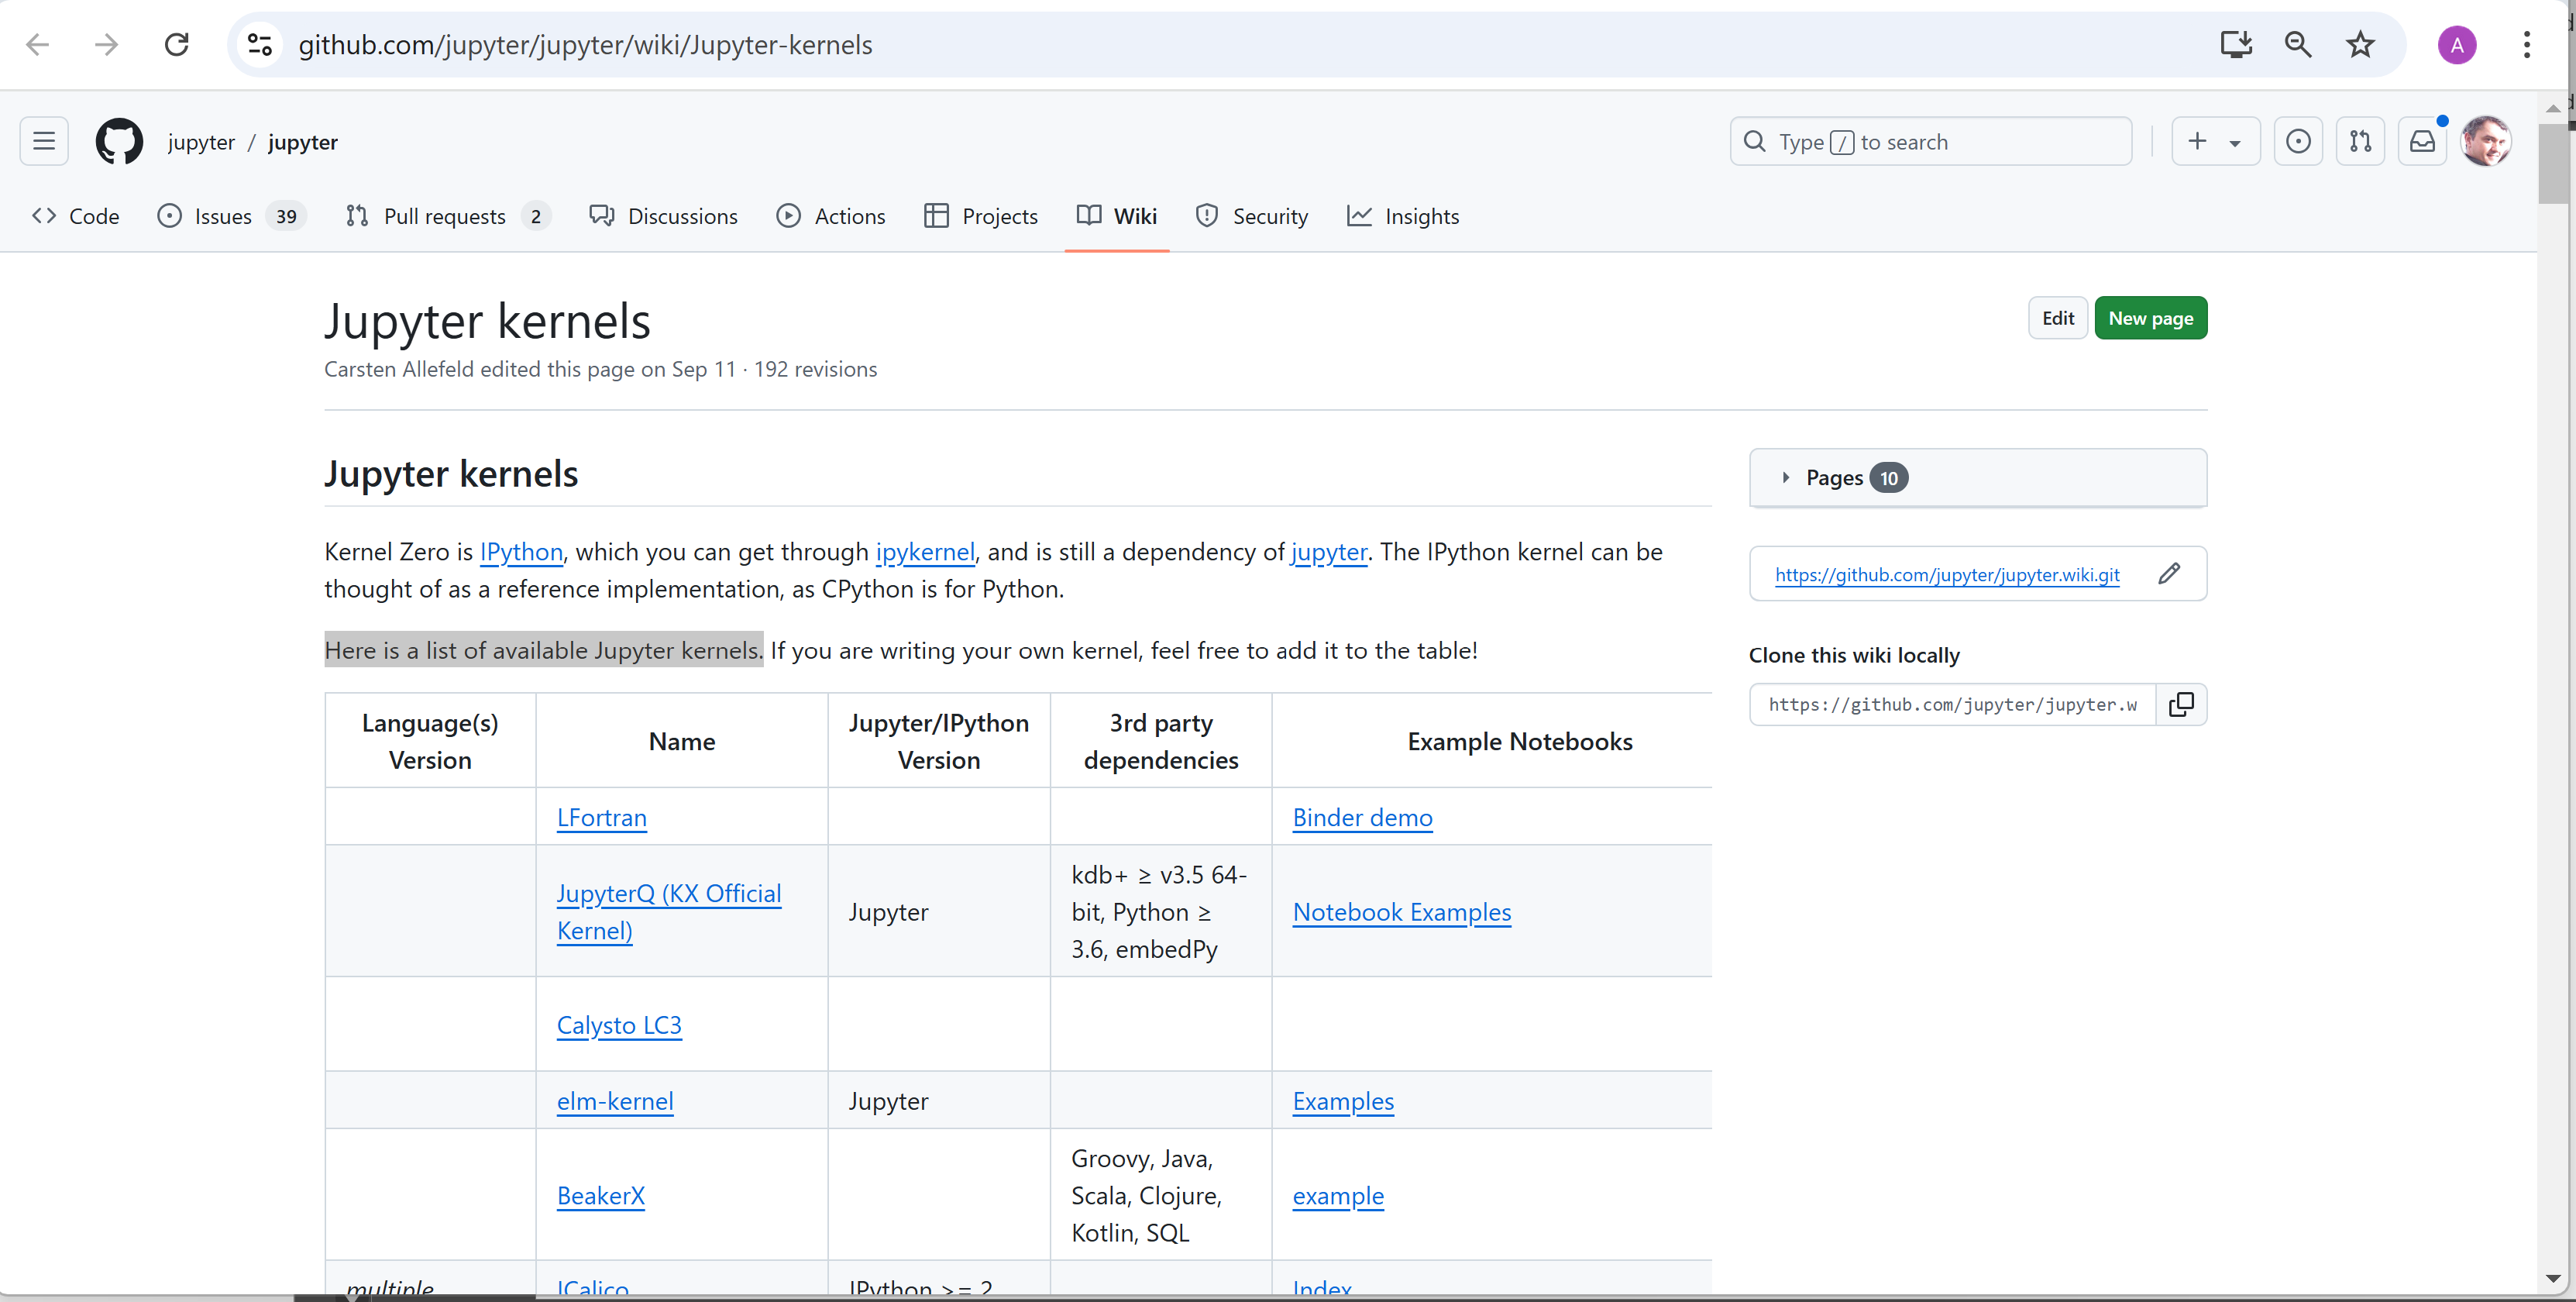 github.com/jupyter/jupyter/wiki/Jupyter-kernels
A
jupyter / jupyter
Type / to search
Code
Issues 39
Pull requests 2
Discussions
Actions
Projects
Wiki
Security
Insights
Jupyter kernels
Edit
New page
Carsten Allefeld edited this page on Sep 11 · 192 revisions
Jupyter kernels
Kernel Zero is IPython, which you can get through ipykernel, and is still a dependency of jupyter. The IPython kernel can be
thought of as a reference implementation, as CPython is for Python.
Here is a list of available Jupyter kernels. If you are writing your own kernel, feel free to add it to the table!
Language(s) Version
Name
Jupyter/IPython Version
3rd party dependencies
Example Notebooks
LFortran
Binder demo
JupyterQ (KX Official Kernel)
Jupyter
kdb+ ≥ v3.5 64-
bit, Python ≥
3.6, embedPy
Notebook Examples
Calysto LC3
elm-kernel
Jupyter
Examples
BeakerX
Groovy, Java,
Scala, Clojure,
Kotlin, SQL
example
multiple
ICalico
IPython >= 2
Index
Pages 10
https://github.com/jupyter/jupyter.wiki.git
Clone this wiki locally
https://github.com/jupyter/jupyter.w